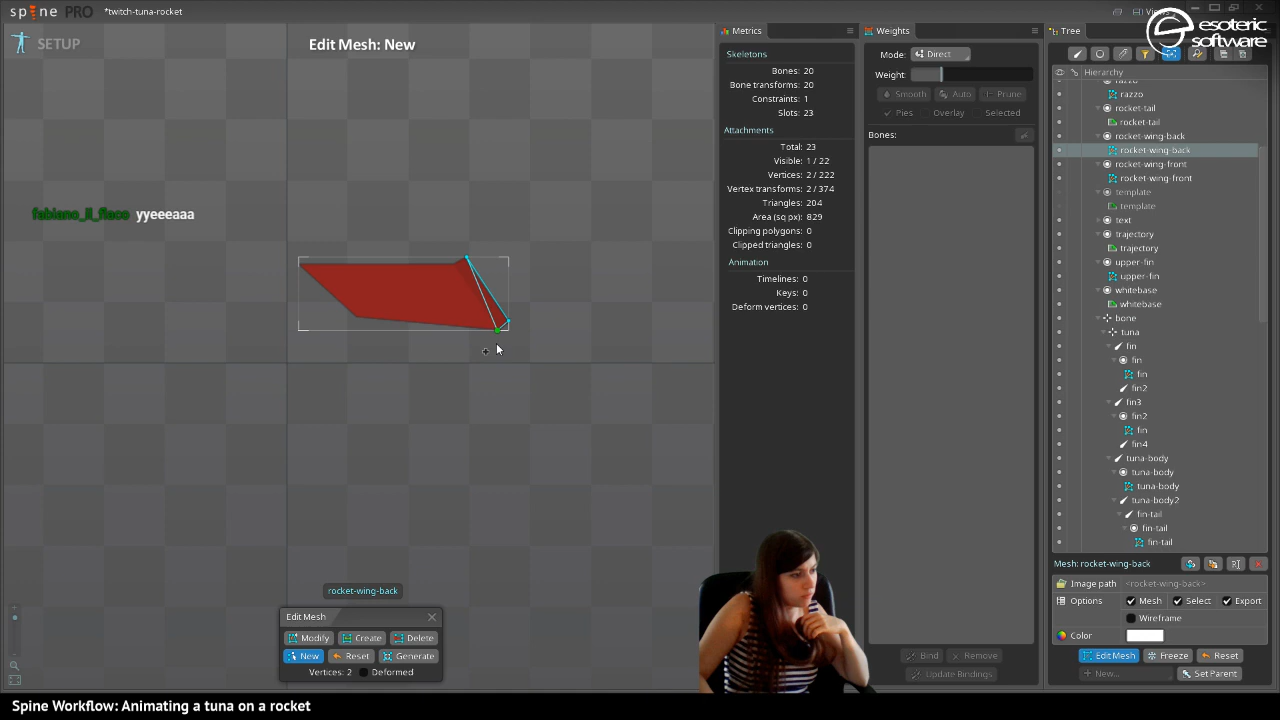 spine PRO
*twitch-tuna-rocket
Views
esoteric
software
SETUP
Edit Mesh: New
fabiano_il_flaco yyeeeaaa
rocket-wing-back
Edit Mesh
Modify
Create
Delete
New
Reset
Generate
Vertices: 2
Deformed
Metrics
Skeletons
Bones: 20
Bone transforms: 20
Constraints: 1
Slots: 23
Attachments
Total: 23
Visible: 1 / 22
Vertices: 2 / 222
Vertex transforms: 2 / 374
Triangles: 204
Area (sq px): 829
Clipping polygons: 0
Clipped triangles: 0
Animation
Timelines: 0
Keys: 0
Deform vertices: 0
Weights
Mode: Direct
Weight:
Smooth
Auto
Prune
Pies
Overlay
Selected
Bones:
Bind
Remove
Update Bindings
Tree
Hierarchy
razzo
razzo
rocket-tail
rocket-tail
rocket-wing-back
rocket-wing-back
rocket-wing-front
rocket-wing-front
template
template
text
trajectory
trajectory
upper-fin
upper-fin
whitebase
whitebase
bone
tuna
fin
fin
fin
fin2
fin3
fin2
fin
fin4
tuna-body
tuna-body
tuna-body
tuna-body2
fin-tail
fin-tail
fin-tail
Mesh: rocket-wing-back
Image path <rocket-wing-back>
Options Mesh Select Export
Wireframe
Color
Edit Mesh
Freeze
Reset
New...
Set Parent
Spine Workflow: Animating a tuna on a rocket